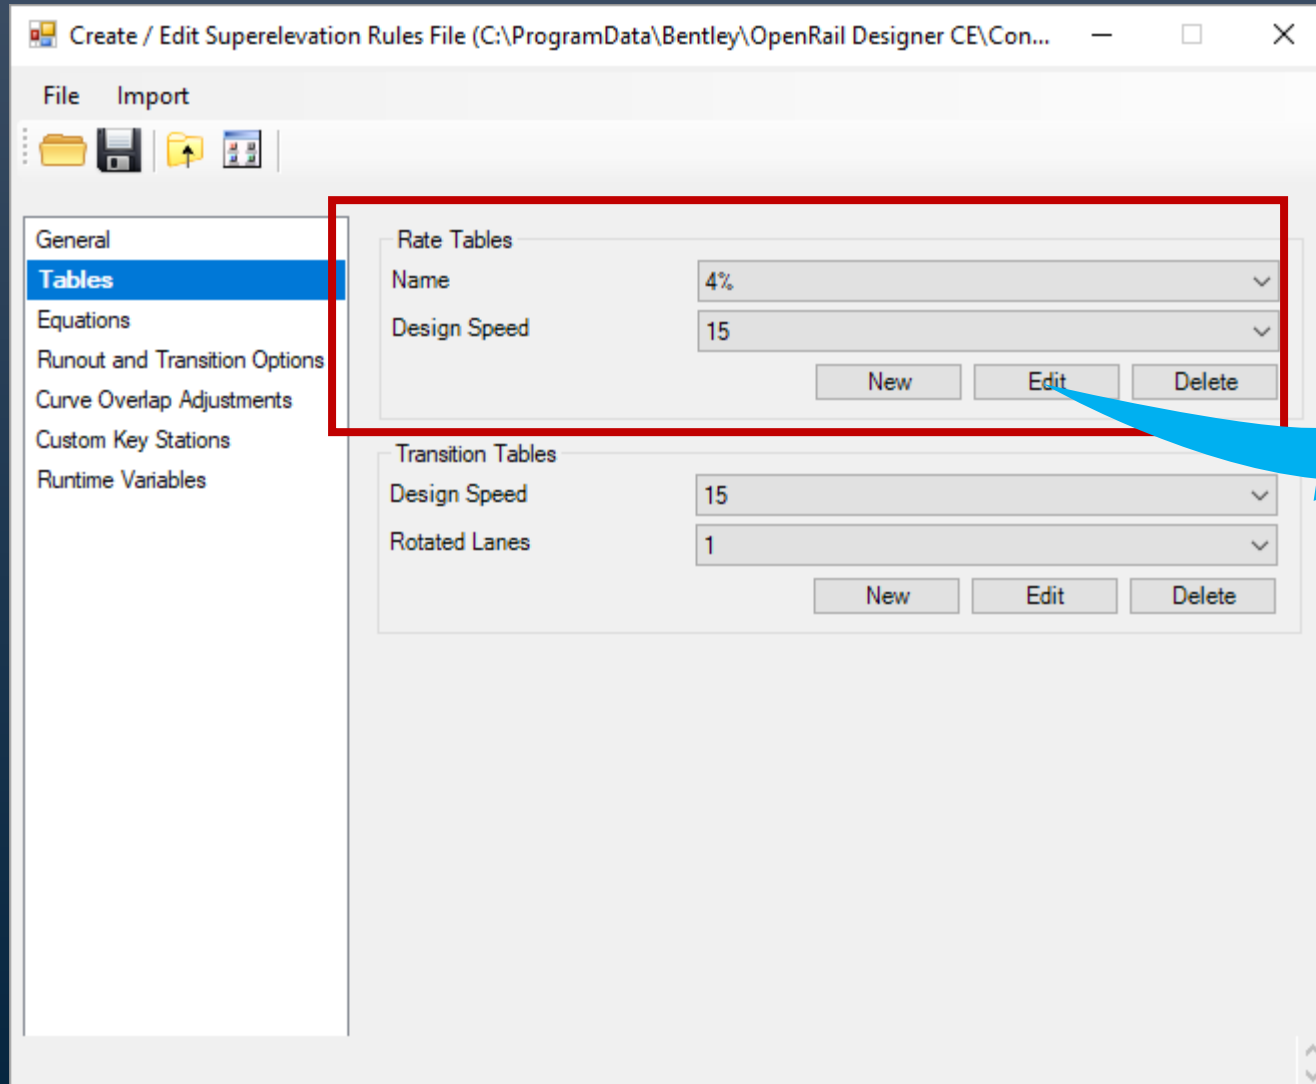 Create / Edit Superelevation Rules File (C:\ProgramData\Bentley\OpenRail Designer CE\Con...
File Import
General
Tables
Equations
Runout and Transition Options
Curve Overlap Adjustments
Custom Key Stations
Runtime Variables
Rate Tables
Name 4%
Design Speed 15
New Edit Delete
Transition Tables
Design Speed 15
Rotated Lanes 1
New Edit Delete